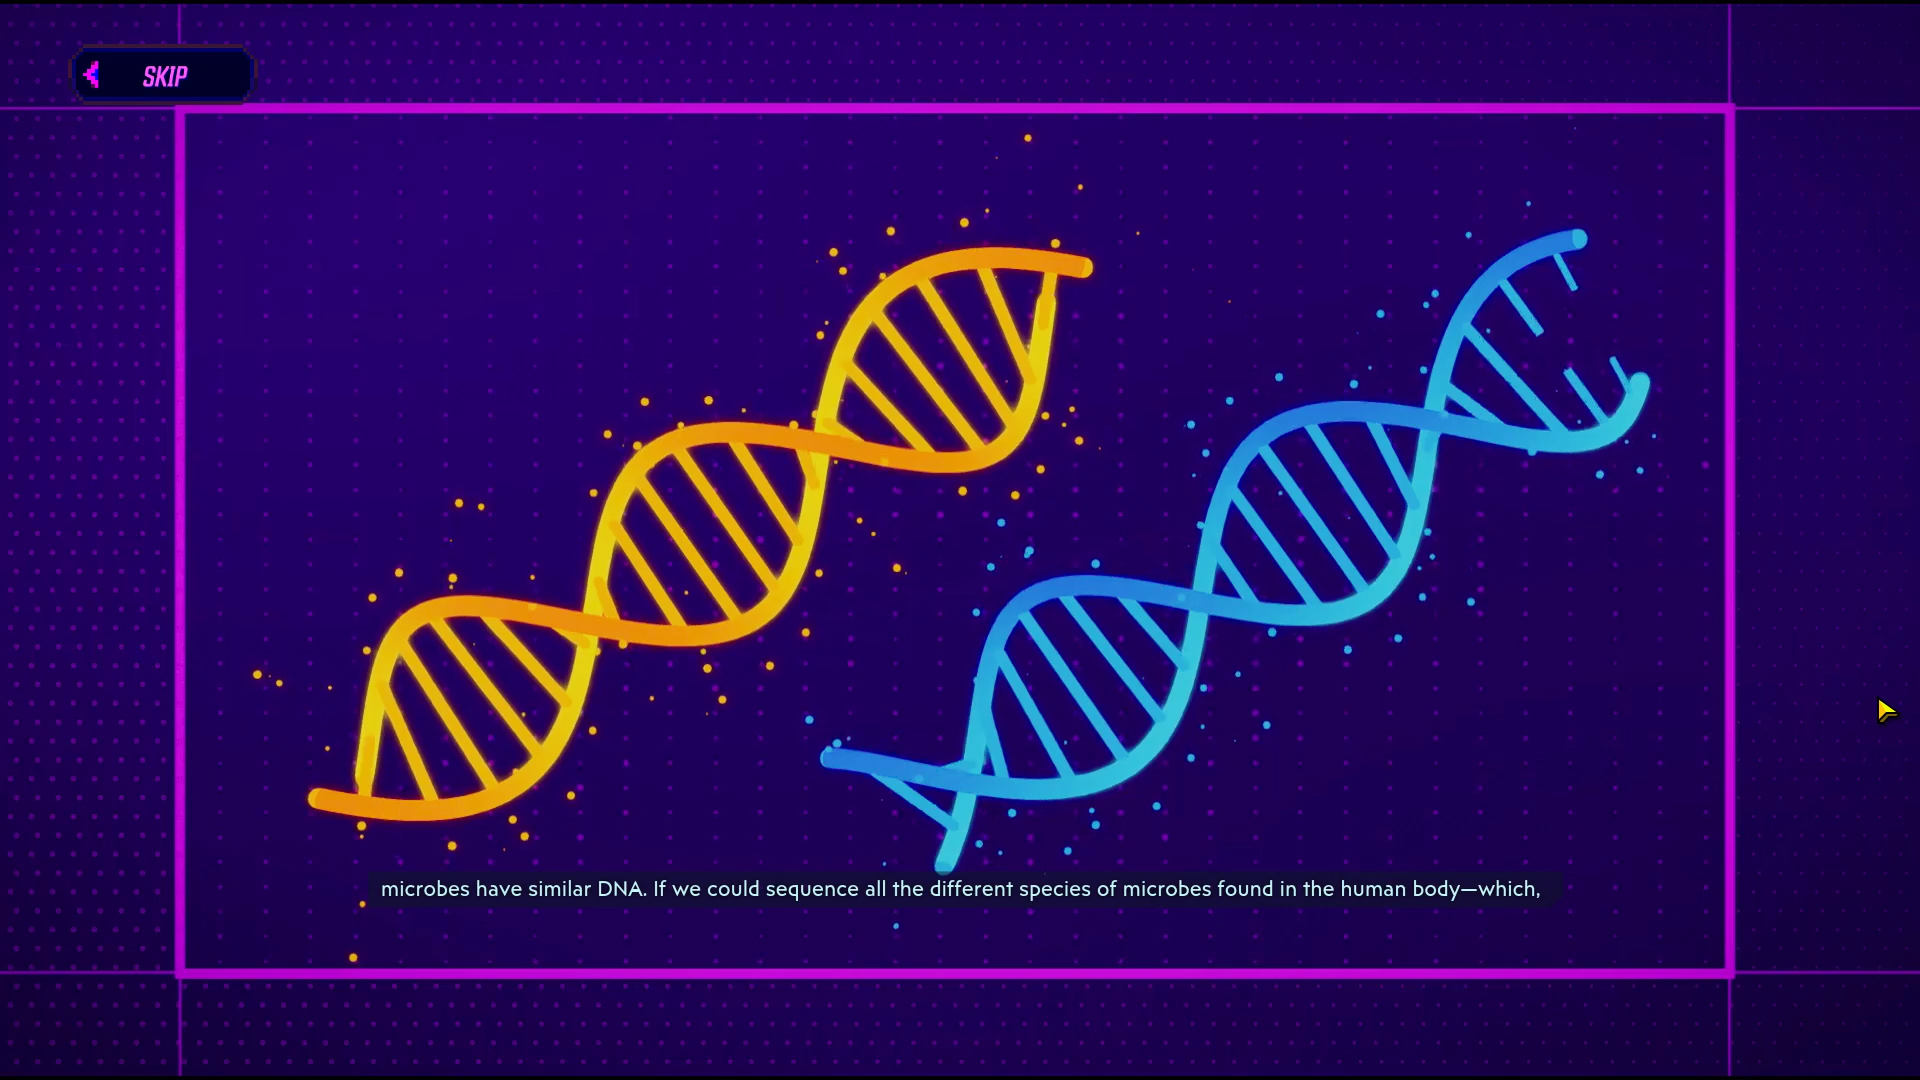 SKIP
microbes have similar DNA. If we could sequence all the different species of microbes found in the human body—which,